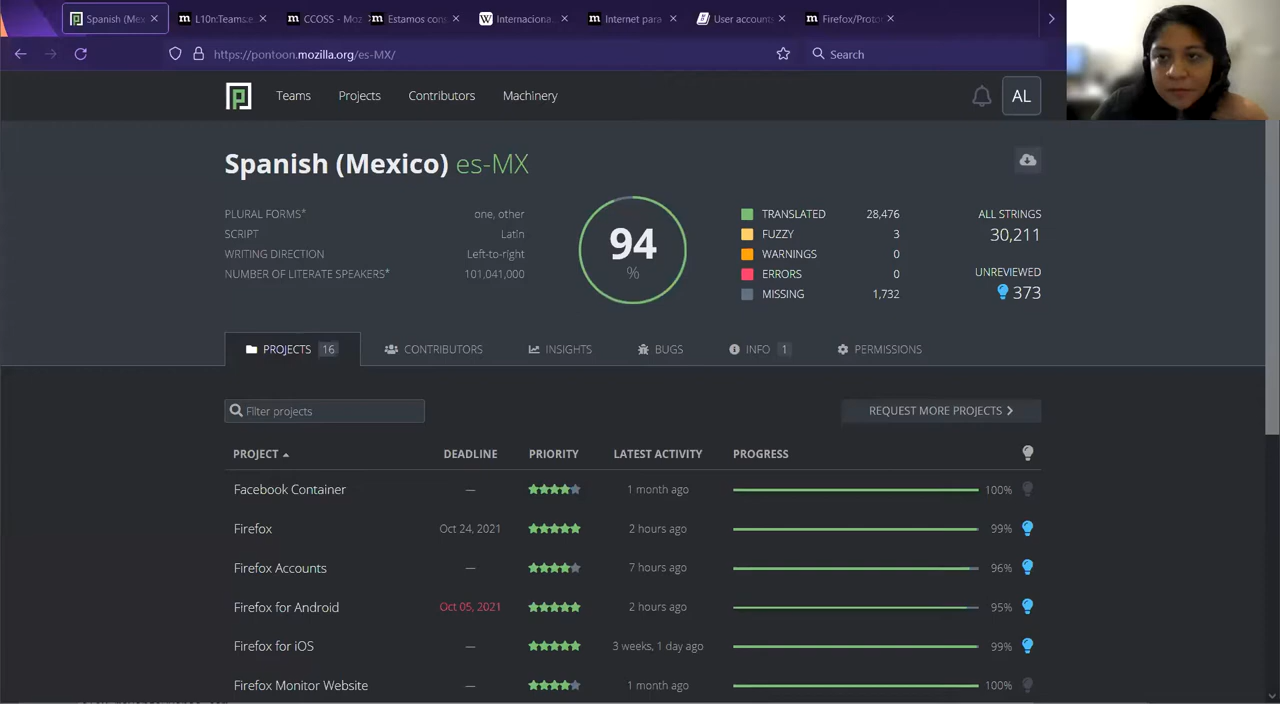 Spanish (Mex
L10n:Teams:e
CCOSS - Moz
Estamos con
Internaciona
Internet para
User account
Firefox/Proto
https://pontoon.mozilla.org/es-MX/
Search
Teams
Projects
Contributors
Machinery
AL
Spanish (Mexico) es-MX
PLURAL FORMS* one, other
SCRIPT Latin
WRITING DIRECTION Left-to-right
NUMBER OF LITERATE SPEAKERS* 101,041,000
94
%
TRANSLATED 28,476
FUZZY 3
WARNINGS 0
ERRORS 0
MISSING 1,732
ALL STRINGS
30,211
UNREVIEWED
373
PROJECTS 16
CONTRIBUTORS
INSIGHTS
BUGS
INFO 1
PERMISSIONS
Filter projects
REQUEST MORE PROJECTS
PROJECT DEADLINE PRIORITY LATEST ACTIVITY PROGRESS
Facebook Container — 1 month ago 100%
Firefox Oct 24, 2021 2 hours ago 99%
Firefox Accounts — 7 hours ago 96%
Firefox for Android Oct 05, 2021 2 hours ago 95%
Firefox for iOS — 3 weeks, 1 day ago 99%
Firefox Monitor Website — 1 month ago 100%